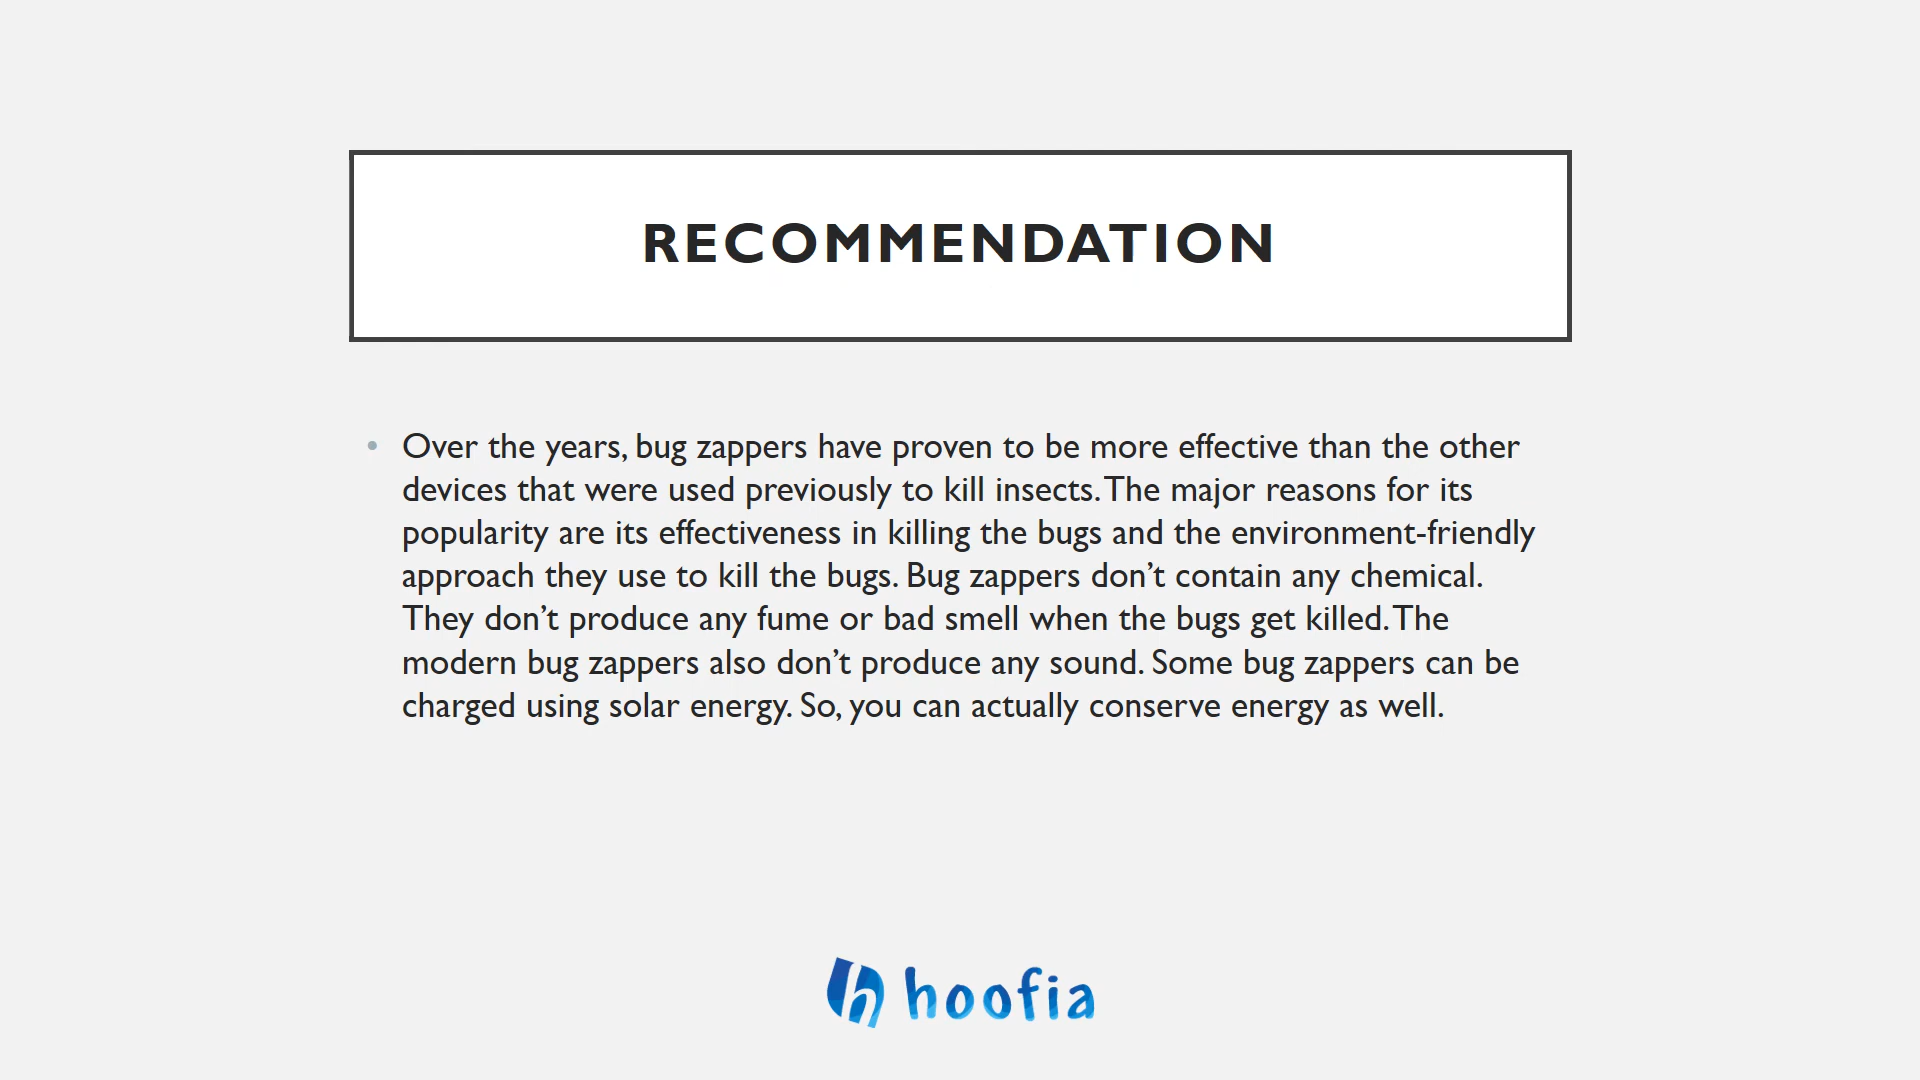 RECOMMENDATION
• Over the years, bug zappers have proven to be more effective than the other
devices that were used previously to kill insects. The major reasons for its
popularity are its effectiveness in killing the bugs and the environment-friendly
approach they use to kill the bugs. Bug zappers don’t contain any chemical.
They don’t produce any fume or bad smell when the bugs get killed. The
modern bug zappers also don’t produce any sound. Some bug zappers can be
charged using solar energy. So, you can actually conserve energy as well.
h hoofia